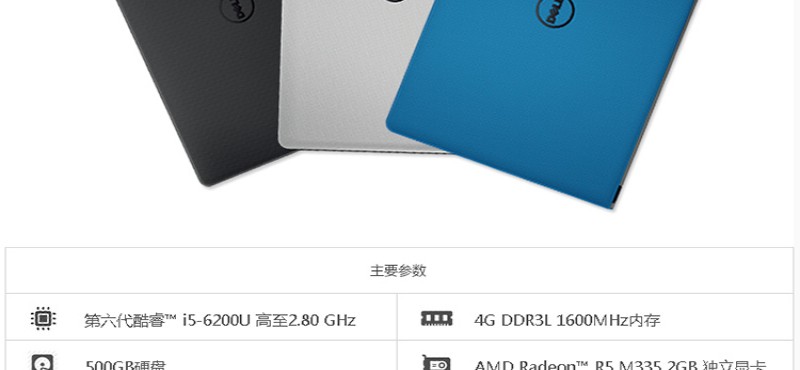 DELL
DELL
主要参数
第六代酷睿™ i5-6200U 高至2.80 GHz
4G DDR3L 1600MHz内存
500GB硬盘
AMD Radeon™ R5 M335 2GB 独立显卡